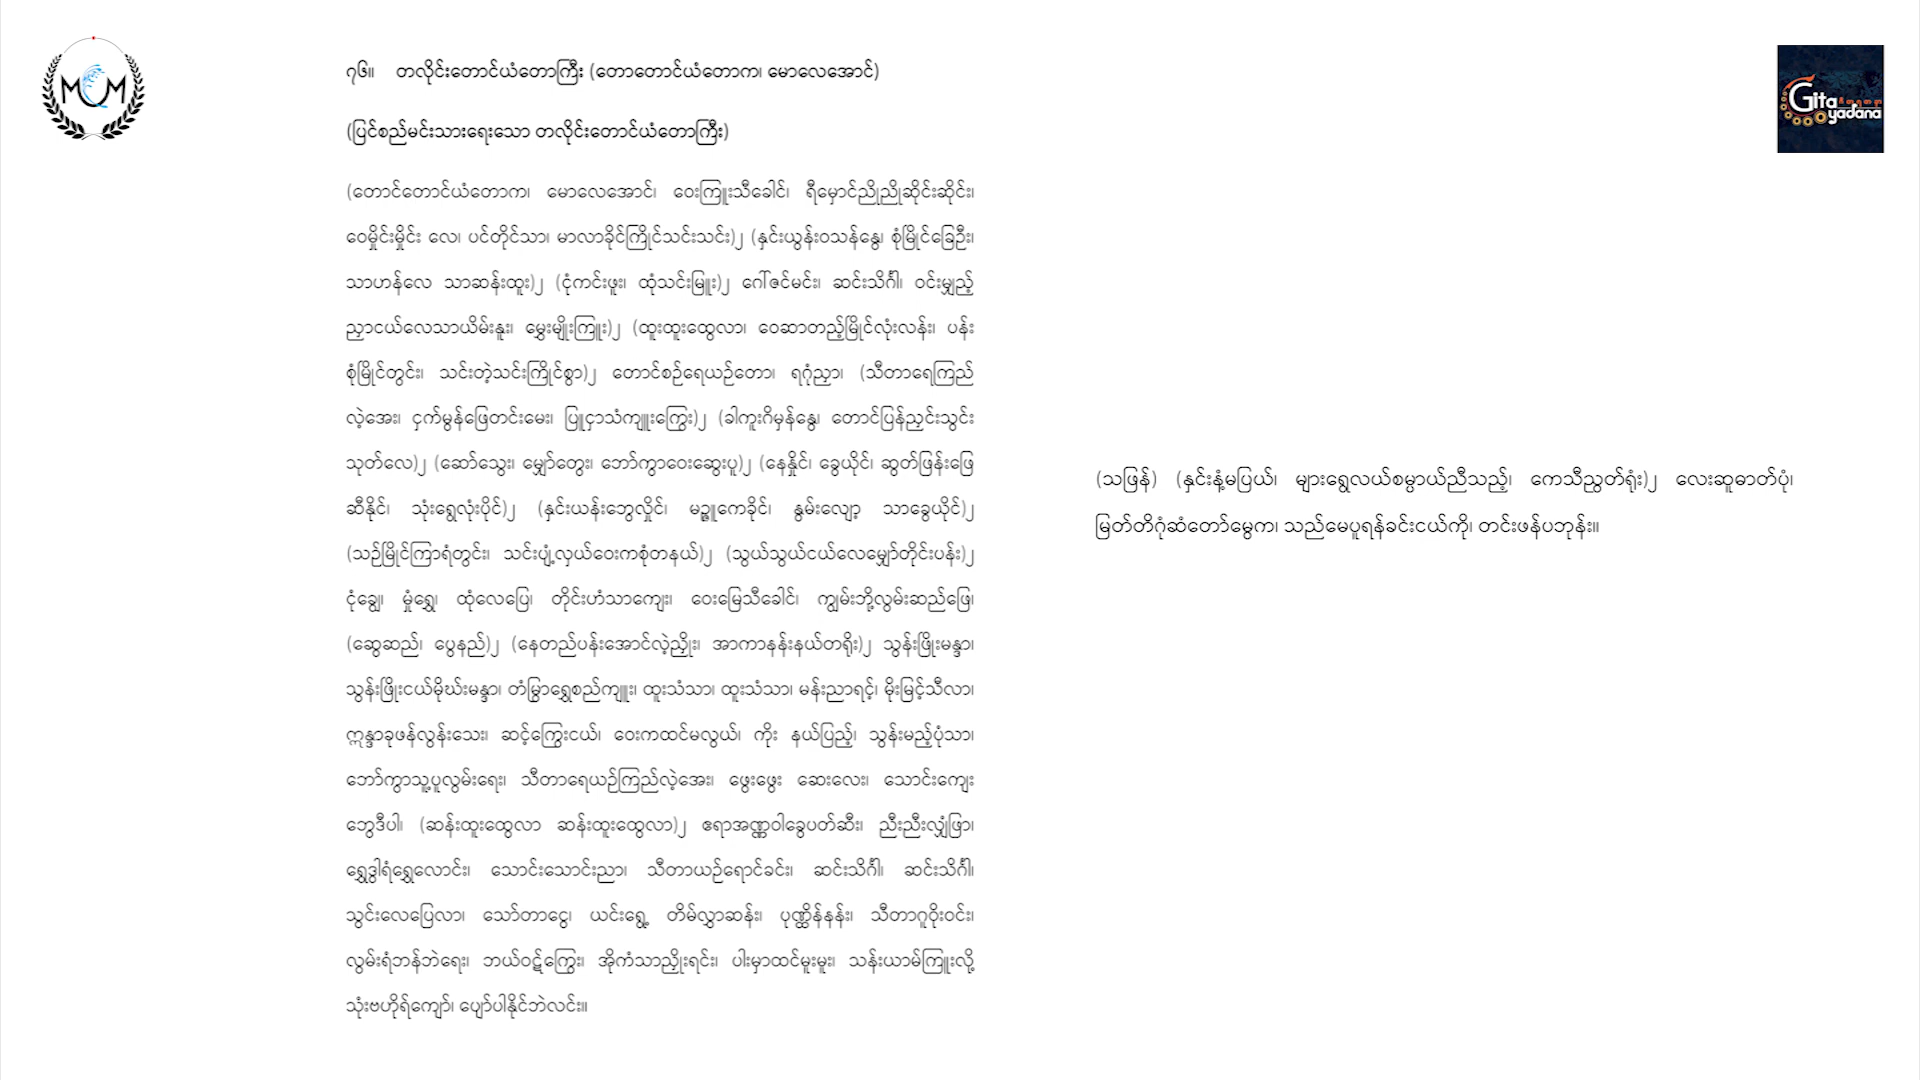 MCM
Gita
ဂီတရတနာ
yadana
၇၆။ တလိုင်းတောင်ယံတောကြီး (တောတောင်ယံတောက၊ မောလေအောင်)
(ပြင်စည်မင်းသားရေးသော တလိုင်းတောင်ယံတောကြီး)
(တောင်တောင်ယံတောက၊ မောလေအောင်၊ ဝေးကြူးသီခေါင်၊ ရီမှောင်ညိုညိုဆိုင်းဆိုင်း၊
ဝေမှိုင်းမှိုင်း လေ၊ ပင်တိုင်သာ၊ မာလာခိုင်ကြိုင်သင်းသင်း)၂ (နှင်းယွန်းဝသန်နွေ၊ စုံမြိုင်ခြေဦး၊
သာဟန်လေ သာဆန်းထူး)၂ (ငုံကင်းဖူး၊ ထုံသင်းမြူး)၂ ဂေါ်ဇင်မင်း၊ ဆင်းသိင်္ဂါ၊ ဝင်းမျှည့်
ညှာငယ်လေသာယိမ်းနူး၊ မွှေးမျိုးကြူး)၂ (ထူးထူးထွေလာ၊ ဝေဆာတည့်မြိုင်လုံးလန်း၊ ပန်း
စုံမြိုင်တွင်း၊ သင်းတဲ့သင်းကြိုင်စွာ)၂ တောင်စဉ်ရေယဉ်တော၊ ရဂုံညှာ၊ (သီတာရေကြည်
လဲ့အေး၊ ငှက်မွန်ဖြေတင်းမေး၊ ပြူငှာသံကျူးကြွေး)၂ (ခါကူးဂိမှန်နွေ၊ တောင်ပြန်ညှင်းသွင်း
သုတ်လေ)၂ (ဆော်သွေး၊ မျှော်တွေး၊ ဘော်ကွာဝေးဆွေးပူ)၂ (နေနှိုင်၊ ခွေယိုင်၊ ဆွတ်ဖြန်းဖြေ
ဆီနိုင်၊ သုံးရွှေလုံးပိုင်)၂ (နှင်းယန်းဘွေလှိုင်၊ မဉ္ဇူကေခိုင်၊ နွမ်းလျော့ သာခွေယိုင်)၂
(သဉ်မြိုင်ကြာရံတွင်း၊ သင်းပျံ့လှယ်ဝေးကစုံတနယ်)၂ (သွယ်သွယ်ငယ်လေမျှော်တိုင်းပန်း)၂
ငုံချွေ၊ မှုံရွှေ၊ ထုံလေပြေ၊ တိုင်းဟံသာကျေး၊ ဝေးမြေသီခေါင်၊ ကျွမ်းဘို့လွမ်းဆည်ဖြေ၊
(ဆွေဆည်၊ ပွေနည်)၂ (နေတည်ပန်းအောင်လဲ့ညှိုး၊ အာကာနန်းနယ်တရိုး)၂ သွန်းဖြိုးမန္ဒာ၊
သွန်းဖြိုးငယ်မိုဃ်းမန္ဒာ၊ တံမြွာရွှေစည်ကျူး၊ ထူးသံသာ၊ ထူးသံသာ၊ မန်းညာရင့်၊ မိုးမြင့်သီလာ၊
ဣန္ဒာခုဖန်လွန်းသေး၊ ဆင့်ကြွေးငယ်၊ ဝေးကထင်မလွယ်၊ ကိုး နယ်ပြည့်၊ သွန်းမည့်ပုံသာ၊
ဘော်ကွာသူ့ပူလွမ်းရေး၊ သီတာရေယဉ်ကြည်လဲ့အေး၊ ဖွေးဖွေး ဆေးလေး၊ သောင်းကျေး
ဘွေဒီပါ၊ (ဆန်းထူးထွေလာ ဆန်းထူးထွေလာ)၂ ဧရာအဏ္ဏဝါခွေပတ်ဆီး၊ ညီးညီးလျှံဖြာ၊
ရွှေဒွါရံရွှေလောင်း၊ သောင်းသောင်းညာ၊ သီတာယဉ်ရောင်ခင်း၊ ဆင်းသိင်္ဂါ၊ ဆင်းသိင်္ဂါ၊
သွင်းလေပြေလာ၊ သော်တာငွေ၊ ယင်းရွေ့ တိမ်လွှာဆန်း၊ ပုဏ္ဏိန်နန်း၊ သီတာဂူဝိုးဝင်း၊
လွမ်းရံဘန်ဘဲရေး၊ ဘယ်ဝဋ်ကြွေး၊ အိုကံသာညှိုးရင်း၊ ပါးမှာထင်မှူးမှူး၊ သန်းယာမ်ကြူးလို့
သုံးဗဟိုရ်ကျော်၊ ပျော်ပါနိုင်ဘဲလင်း။
(သဖြန်) (နှင်းနံ့မပြယ်၊ များရွေလယ်စမ္ပာယ်ညီသည့်၊ ကေသီညွှတ်ရုံး)၂ လေးဆူဓာတ်ပုံ၊
မြတ်တိဂုံဆံတော်မွေက၊ သည်မေပူရန်ခင်းငယ်ကို၊ တင်းဖန်ပဘုန်း။